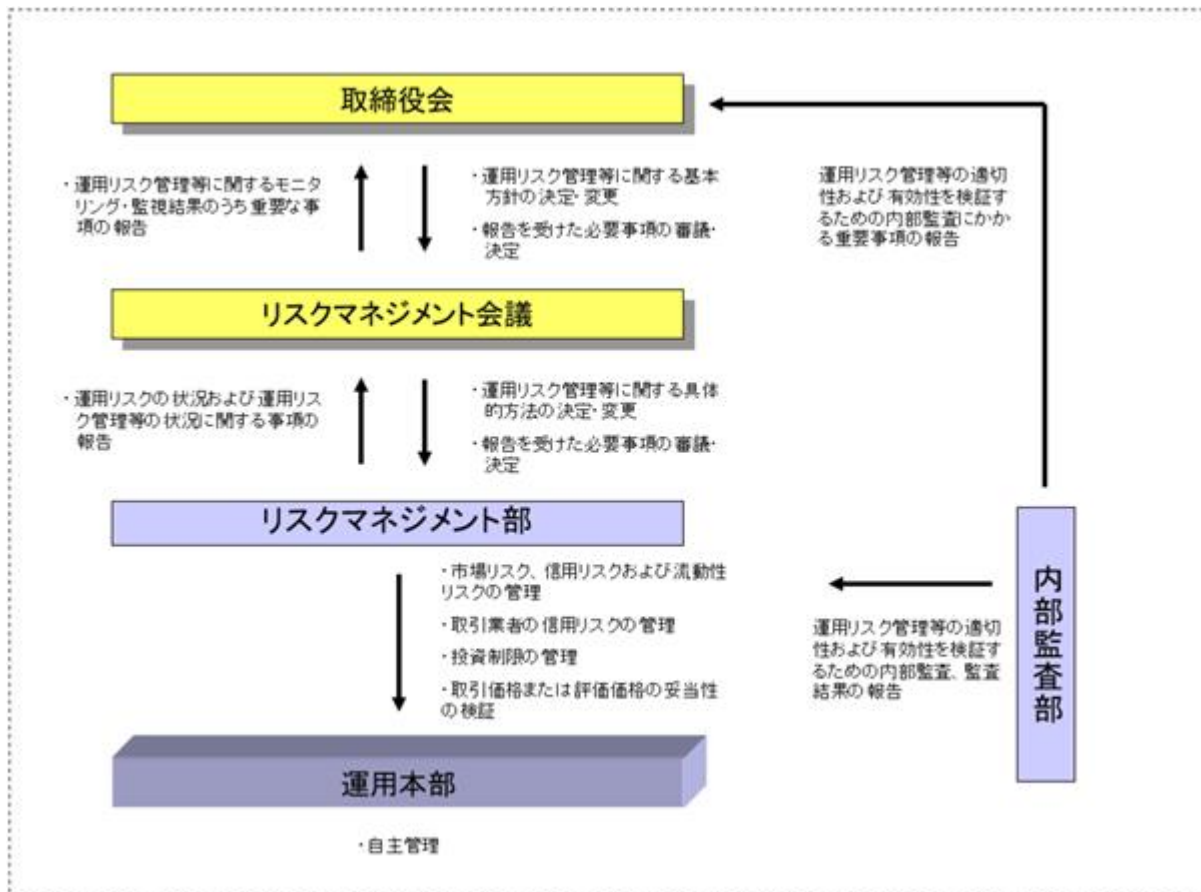 取締役会
・運用リスク管理等に関するモニタ
リング・監視結果のうち重要な事
項の報告
・運用リスク管理等に関する基本
方針の決定・変更
・報告を受けた必要事項の審議・
決定
運用リスク管理等の適切
性および有効性を検証す
るための内部監査にかか
る重要事項の報告
リスクマネジメント会議
・運用リスクの状況および運用リス
ク管理等の状況に関する事項の
報告
・運用リスク管理等に関する具体
的方法の決定・変更
・報告を受けた必要事項の審議・
決定
リスクマネジメント部
・市場リスク、信用リスクおよび流動性
リスクの管理
・取引業者の信用リスクの管理
・投資制限の管理
・取引価格または評価価格の妥当性
の検証
運用リスク管理等の適切
性および有効性を検証す
るための内部監査、監査
結果の報告
内部監査部
運用本部
・自主管理